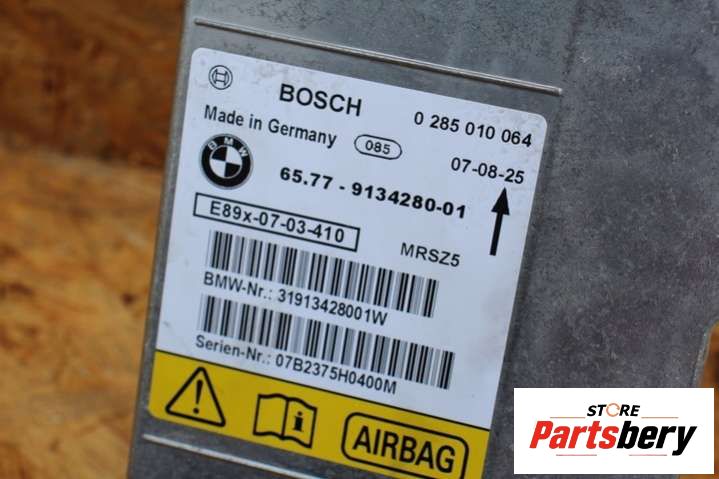 BOSCH 0 285 010 064
Made in Germany 085 07-08-25
BMW
65.77 - 9134280-01
E89x-07-03-410
MRSZ5
BMW-Nr.: 31913428001W
Serien-Nr.: 07B2375H0400M
AIRBAG
STORE
Partsbery